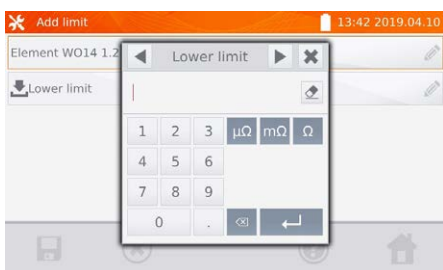 Add limit 13:42 2019.04.10
Element WO14 1.2
Lower limit
Lower limit
1 2 3 μΩ mΩ Ω
4 5 6
7 8 9
0 .